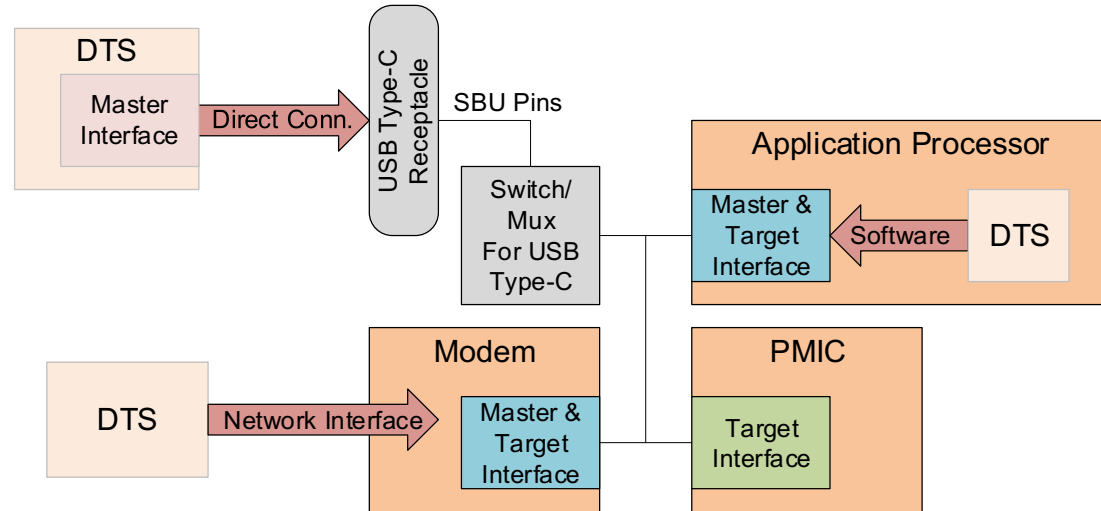 DTS
Master
Interface
Direct Conn.
USB Type-C
Receptacle
SBU Pins
Switch/
Mux
For USB
Type-C
Application Processor
Master &
Target
Interface
Software
DTS
DTS
Network Interface
Modem
Master &
Target
Interface
PMIC
Target
Interface